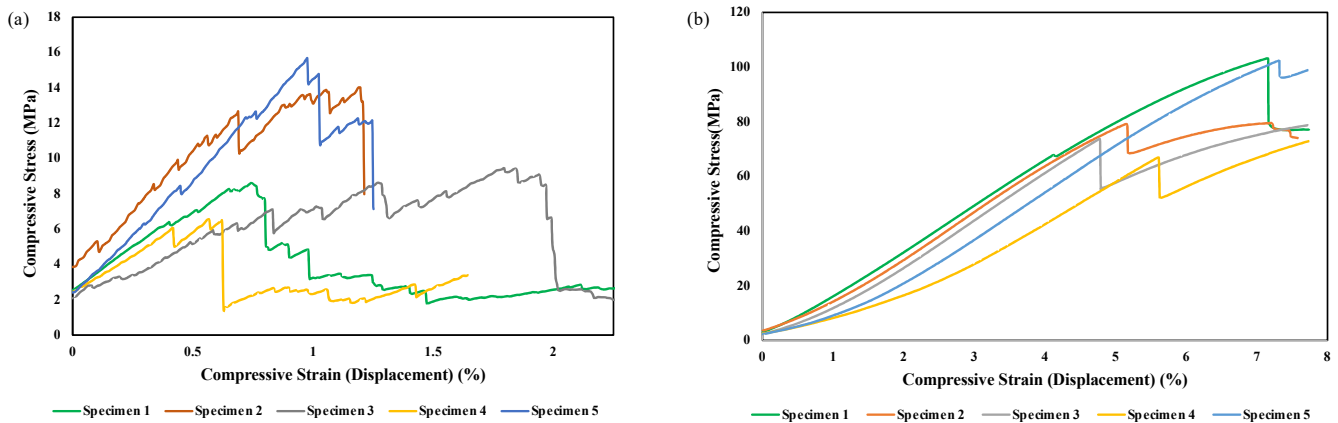 (a)
18
16
14
12
10
8
6
4
2
0
Compressive Stress (MPa)
0 0.5 1 1.5 2
Compressive Strain (Displacement) (%)
Specimen 1 Specimen 2 Specimen 3 Specimen 4 Specimen 5
(b)
120
100
80
60
40
20
0
Compressive Stress(MPa)
0 1 2 3 4 5 6 7 8
Compressive Strain (Displacement) (%)
Specimen 1 Specimen 2 Specimen 3 Specimen 4 Specimen 5